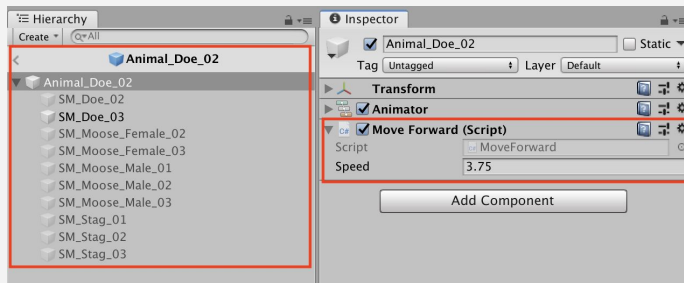 Hierarchy
Create
All
Animal_Doe_02
Animal_Doe_02
SM_Doe_02
SM_Doe_03
SM_Moose_Female_02
SM_Moose_Female_03
SM_Moose_Male_01
SM_Moose_Male_02
SM_Moose_Male_03
SM_Stag_01
SM_Stag_02
SM_Stag_03
Inspector
Animal_Doe_02 Static
Tag Untagged Layer Default
Transform
Animator
C# Move Forward (Script)
Script MoveForward
Speed 3.75
Add Component